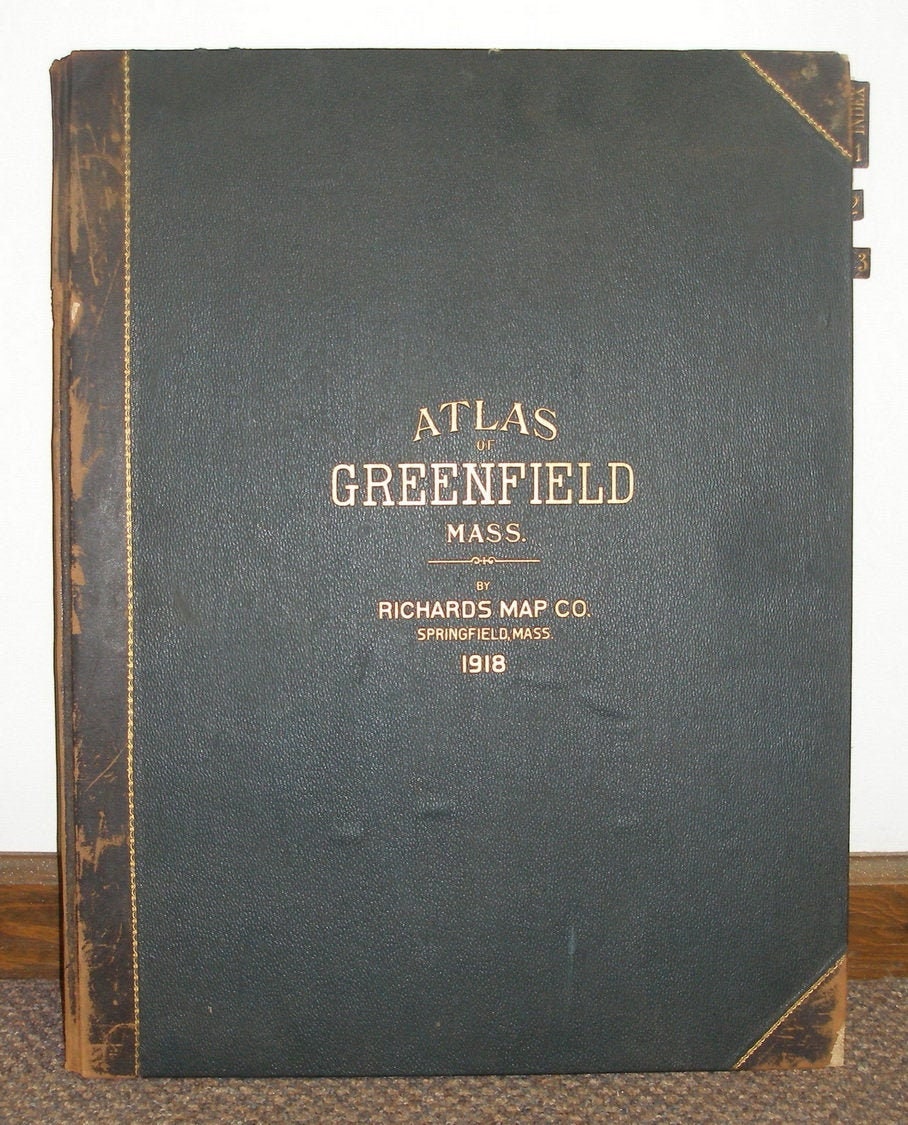 ATLAS
OF
GREENFIELD
MASS.
BY
RICHARDS MAP CO.
SPRINGFIELD, MASS.
1918
1 INDEX
2
3